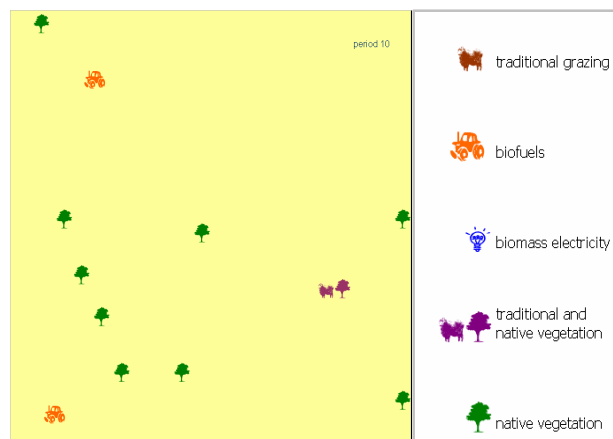 period 10
traditional grazing
biofuels
biomass electricity
traditional and
native vegetation
native vegetation